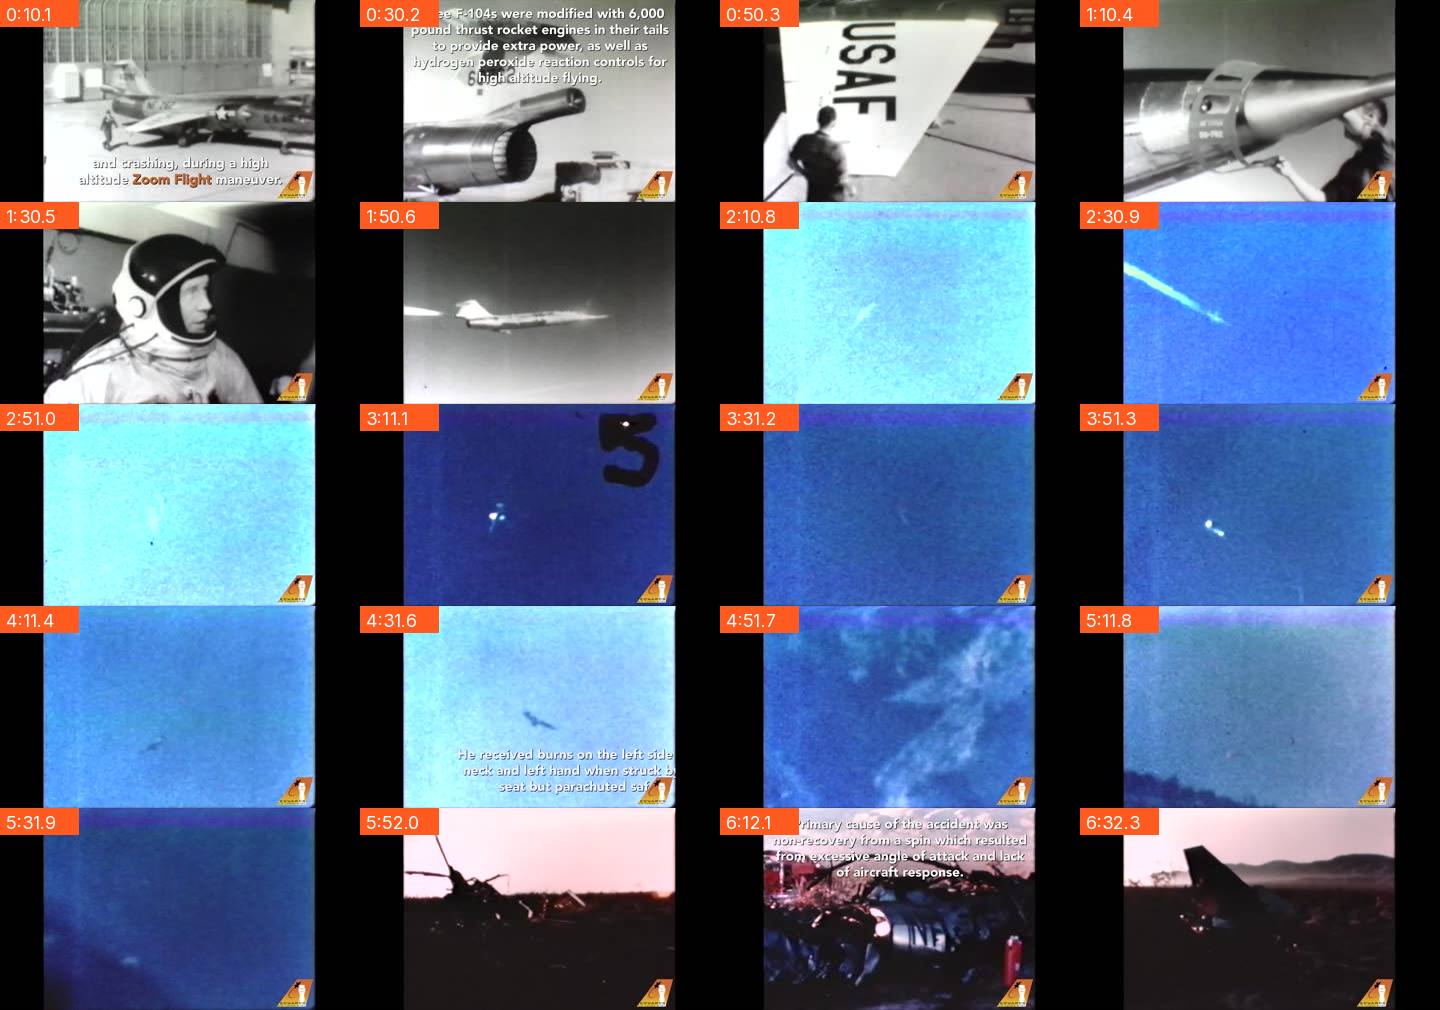 0:10.1
and crashing, during a high
altitude Zoom Flight maneuver.
0:30.2
F-104s were modified with 6,000
pound thrust rocket engines in their tails
to provide extra power, as well as
hydrogen peroxide reaction controls for
high altitude flying.
0:50.3
USAF
1:10.4
1:30.5
1:50.6
2:10.8
2:30.9
2:51.0
3:11.1
5
3:31.2
3:51.3
4:11.4
4:31.6
He received burns on the left side
neck and left hand when struck
seat but parachuted
4:51.7
5:11.8
5:31.9
5:52.0
6:12.1
cause of the accident was
non-recovery from a spin which resulted
from excessive angle of attack and lack
of aircraft response.
6:32.3